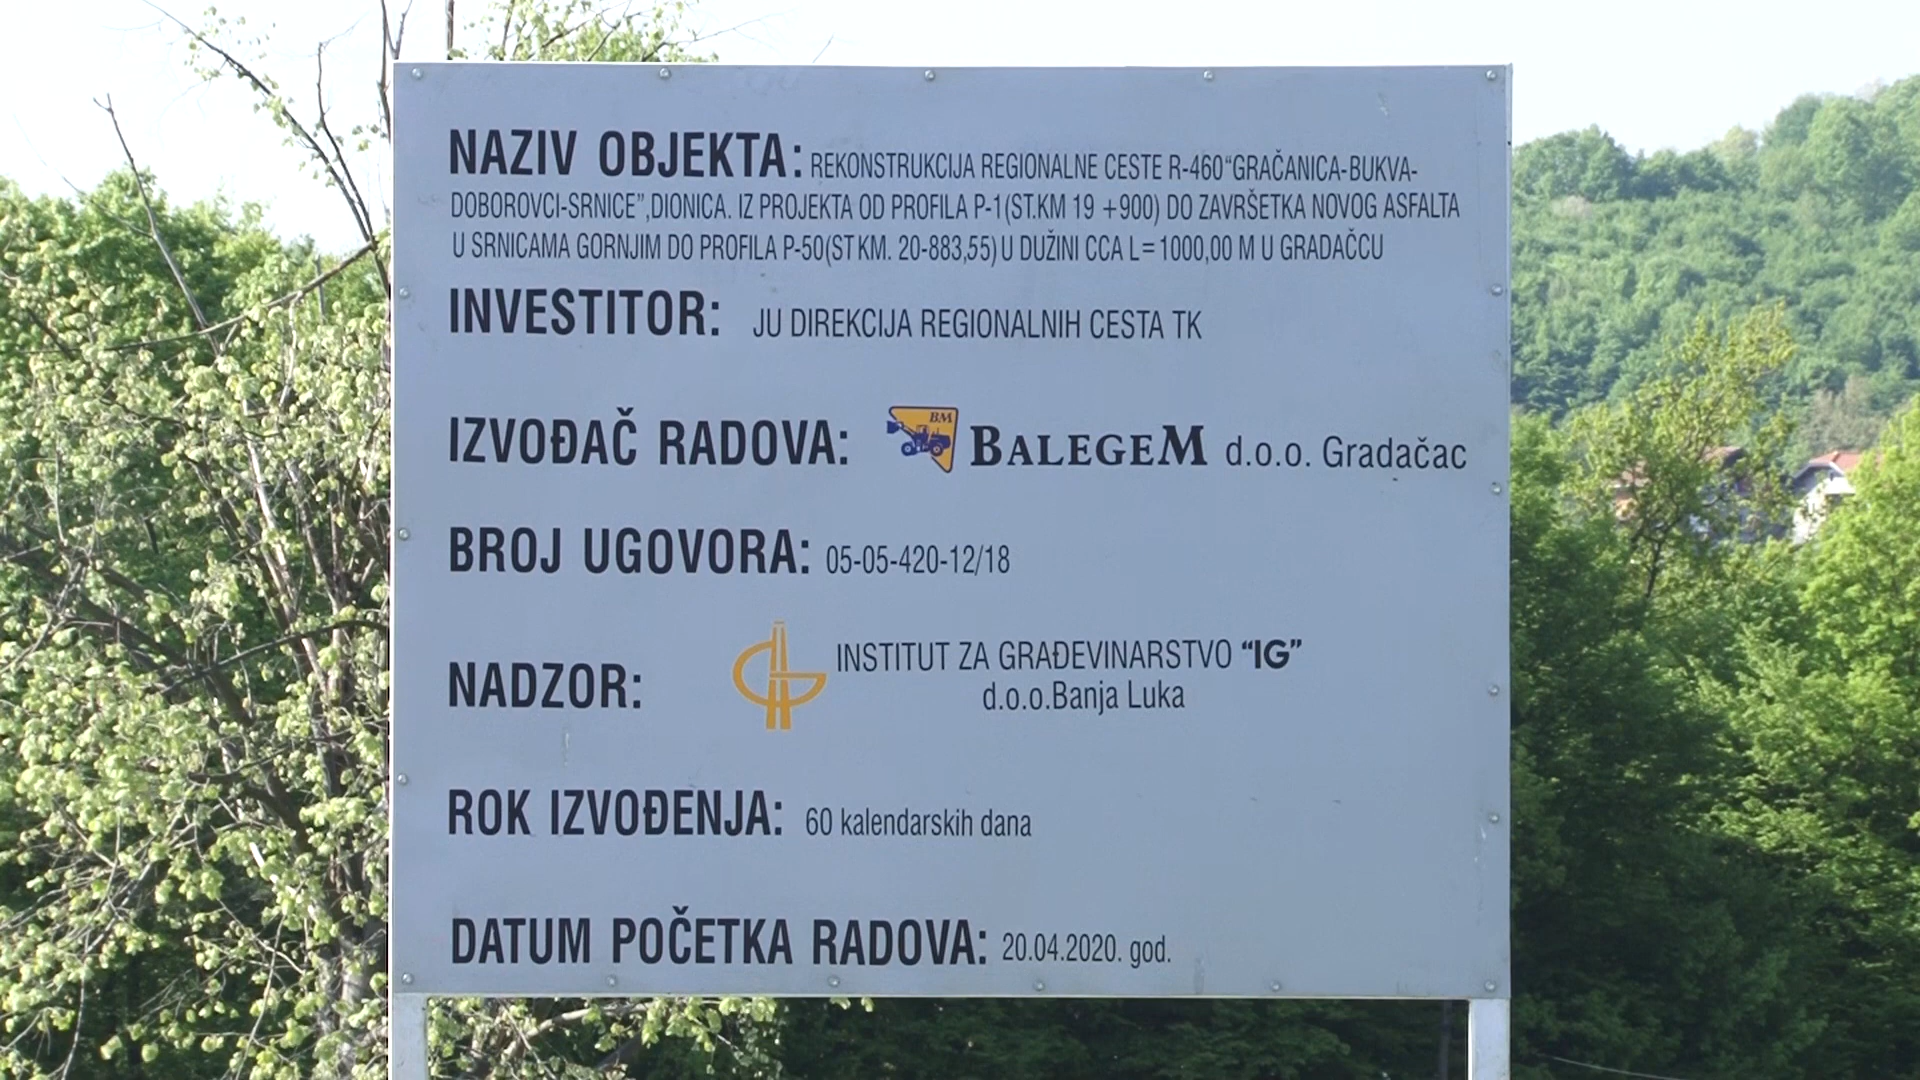 NAZIV OBJEKTA: REKONSTRUKCIJA REGIONALNE CESTE R-460“GRAČANICA-BUKVA-
DOBOROVCI-SRNICE”,DIONICA. IZ PROJEKTA OD PROFILA P-1(ST.KM 19 +900) DO ZAVRŠETKA NOVOG ASFALTA
U SRNICAMA GORNJIM DO PROFILA P-50(ST KM. 20-883,55) U DUŽINI CCA L= 1000,00 M U GRADAČCU
INVESTITOR: JU DIREKCIJA REGIONALNIH CESTA TK
IZVOĐAČ RADOVA: BM BALEGEM d.o.o. Gradačac
BROJ UGOVORA: 05-05-420-12/18
NADZOR: INSTITUT ZA GRAĐEVINARSTVO “IG”
d.o.o.Banja Luka
ROK IZVOĐENJA: 60 kalendarskih dana
DATUM POČETKA RADOVA: 20.04.2020. god.